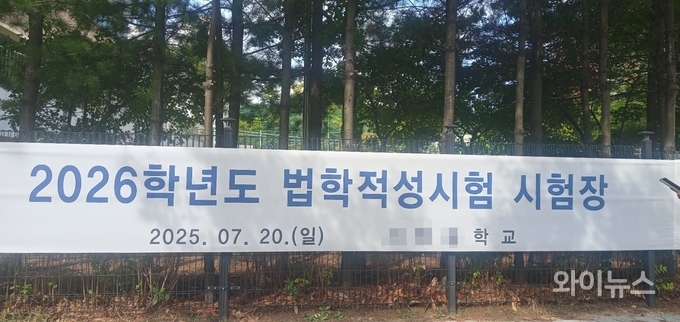 2026학년도 법학적성시험 시험장
2025. 07. 20.(일) 학 교
와이뉴스